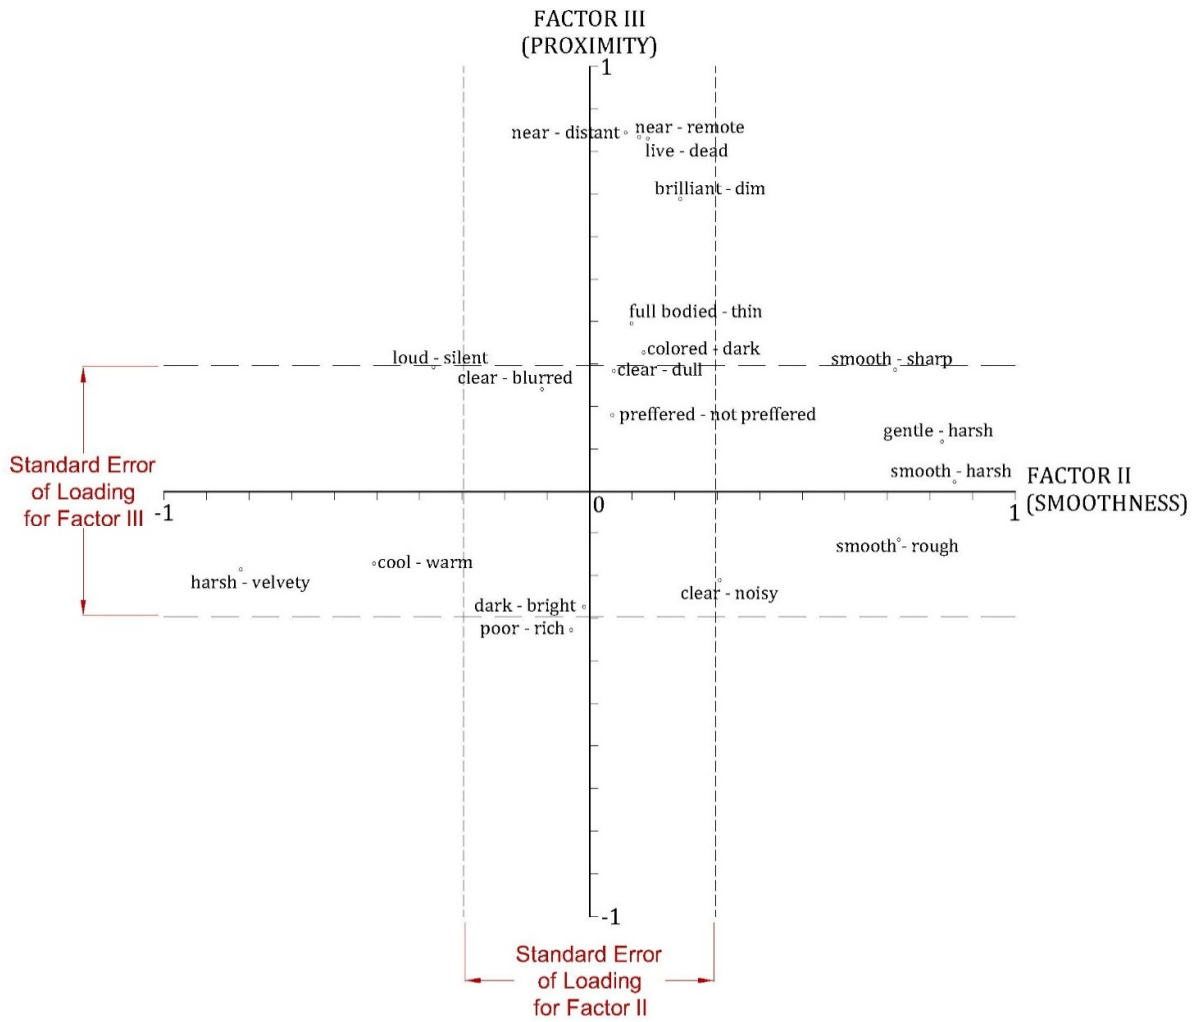 FACTOR III
(PROXIMITY)
1
near - distant
near - remote
live - dead
brilliant - dim
full bodied - thin
colored - dark
loud - silent
smooth - sharp
clear - dull
clear - blurred
preffered - not preffered
gentle - harsh
Standard Error
of Loading
for Factor III
smooth - harsh
FACTOR II
(SMOOTHNESS)
-1
0
1
smooth - rough
cool - warm
harsh - velvety
clear - noisy
dark - bright
poor - rich
-1
Standard Error
of Loading
for Factor II